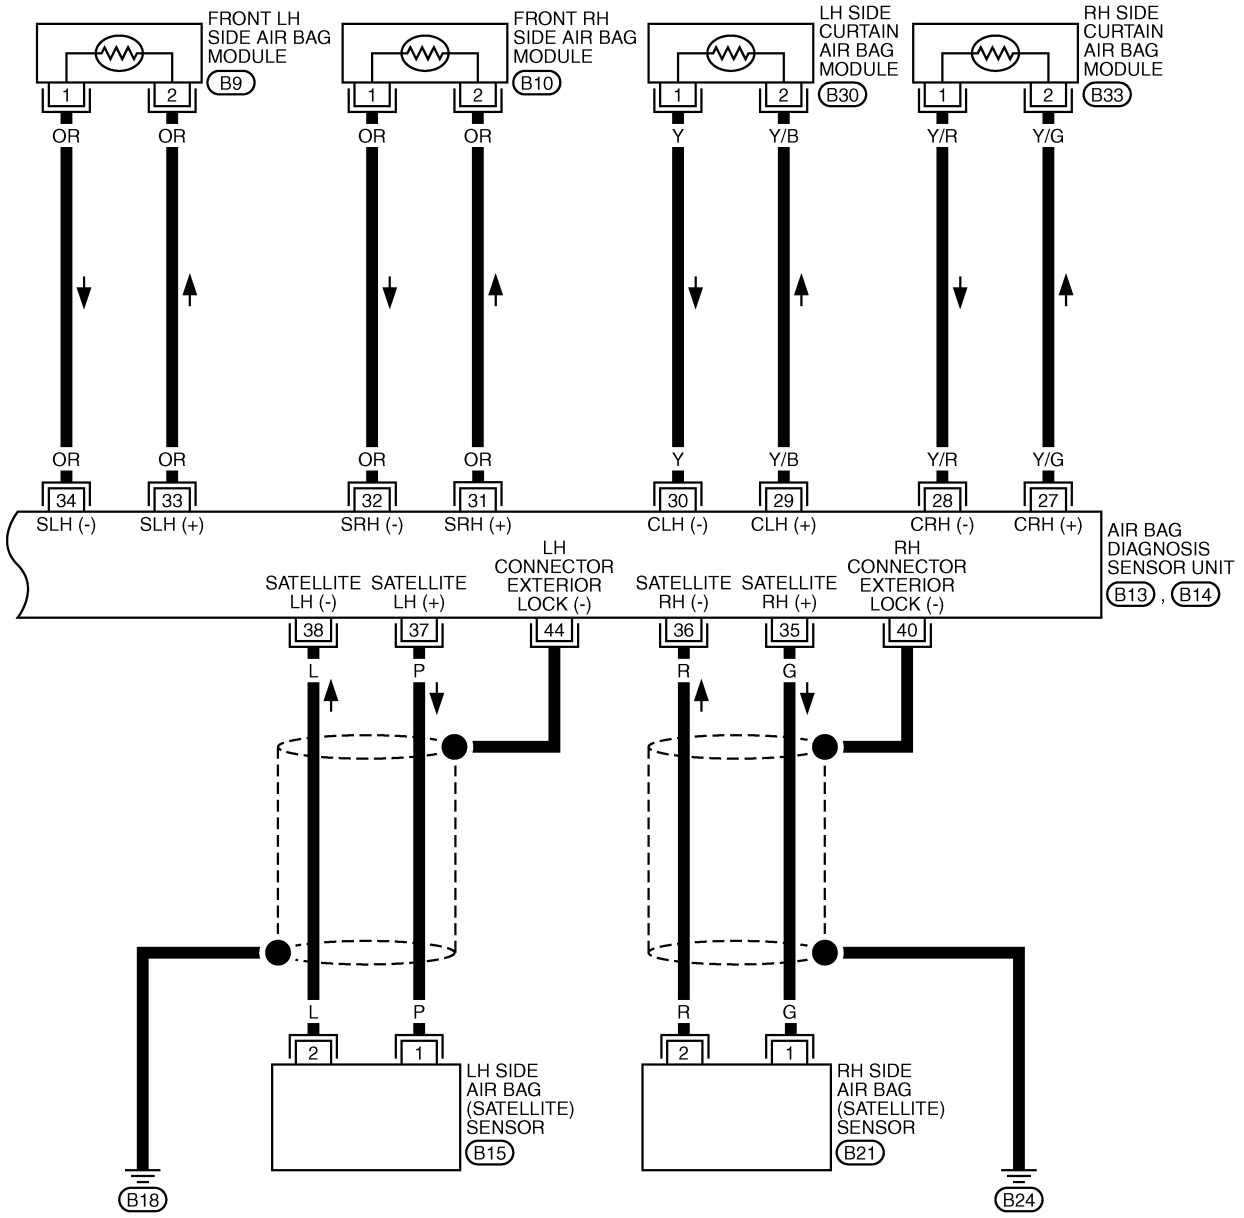 FRONT LH
SIDE AIR BAG
MODULE
B9
FRONT RH
SIDE AIR BAG
MODULE
B10
LH SIDE
CURTAIN
AIR BAG
MODULE
B30
RH SIDE
CURTAIN
AIR BAG
MODULE
B33
1 2 1 2 1 2 1 2
OR OR OR OR Y Y/B Y/R Y/G
OR OR OR OR Y Y/B Y/R Y/G
34 33 32 31 30 29 28 27
SLH (-) SLH (+) SRH (-) SRH (+) CLH (-) CLH (+) CRH (-) CRH (+)
AIR BAG
DIAGNOSIS
SENSOR UNIT
B13 , B14
SATELLITE
LH (-)
SATELLITE
LH (+)
LH
CONNECTOR
EXTERIOR
LOCK (-)
SATELLITE
RH (-)
SATELLITE
RH (+)
RH
CONNECTOR
EXTERIOR
LOCK (-)
38 37 44 36 35 40
L P R G
L P R G
2 1 2 1
LH SIDE
AIR BAG
(SATELLITE)
SENSOR
B15
RH SIDE
AIR BAG
(SATELLITE)
SENSOR
B21
B18
B24